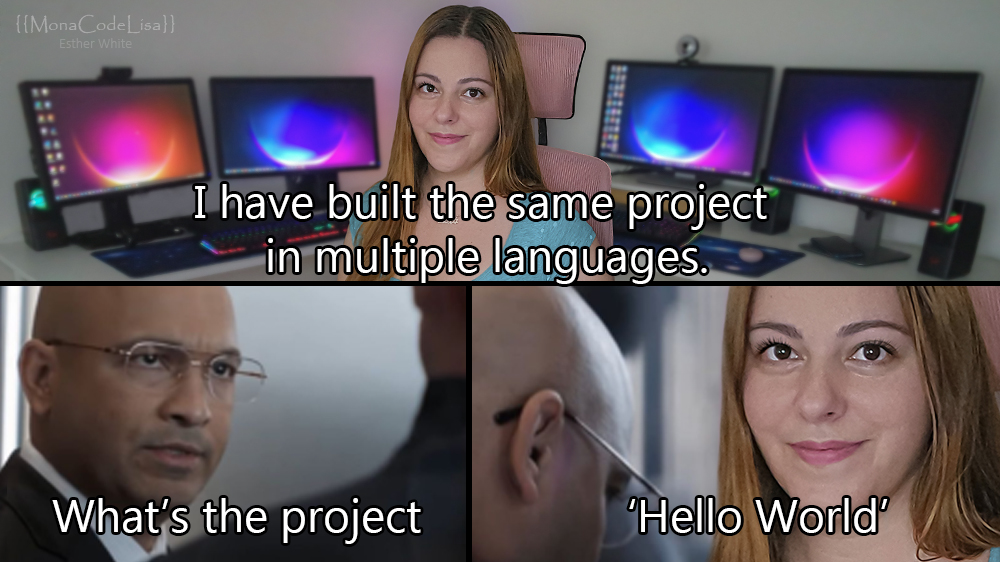 {{MonaCodeLisa}}
Esther White
I have built the same project
in multiple languages.
What's the project
'Hello World'